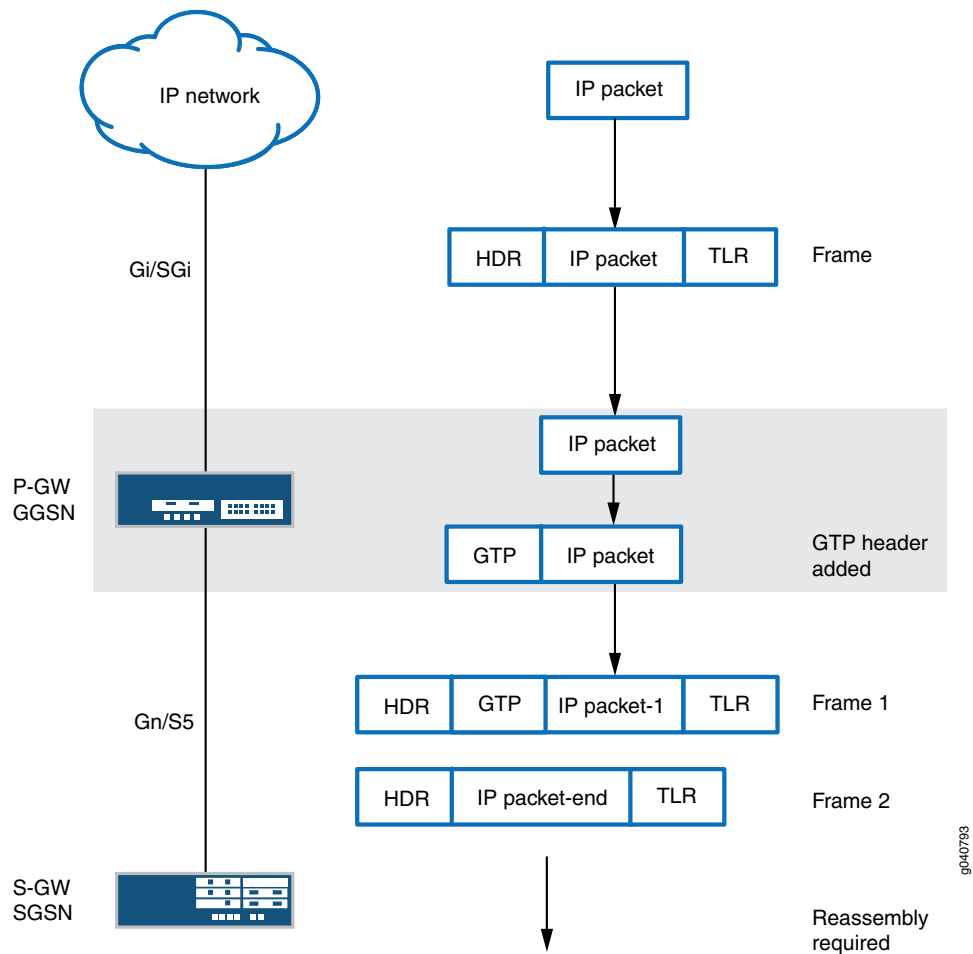 IP network
IP packet
Gi/SGi
HDR
IP packet
TLR
Frame
P-GW
GGSN
IP packet
GTP
IP packet
GTP header
added
Gn/S5
HDR
GTP
IP packet-1
TLR
Frame 1
HDR
IP packet-end
TLR
Frame 2
S-GW
SGSN
Reassembly
required
g040793